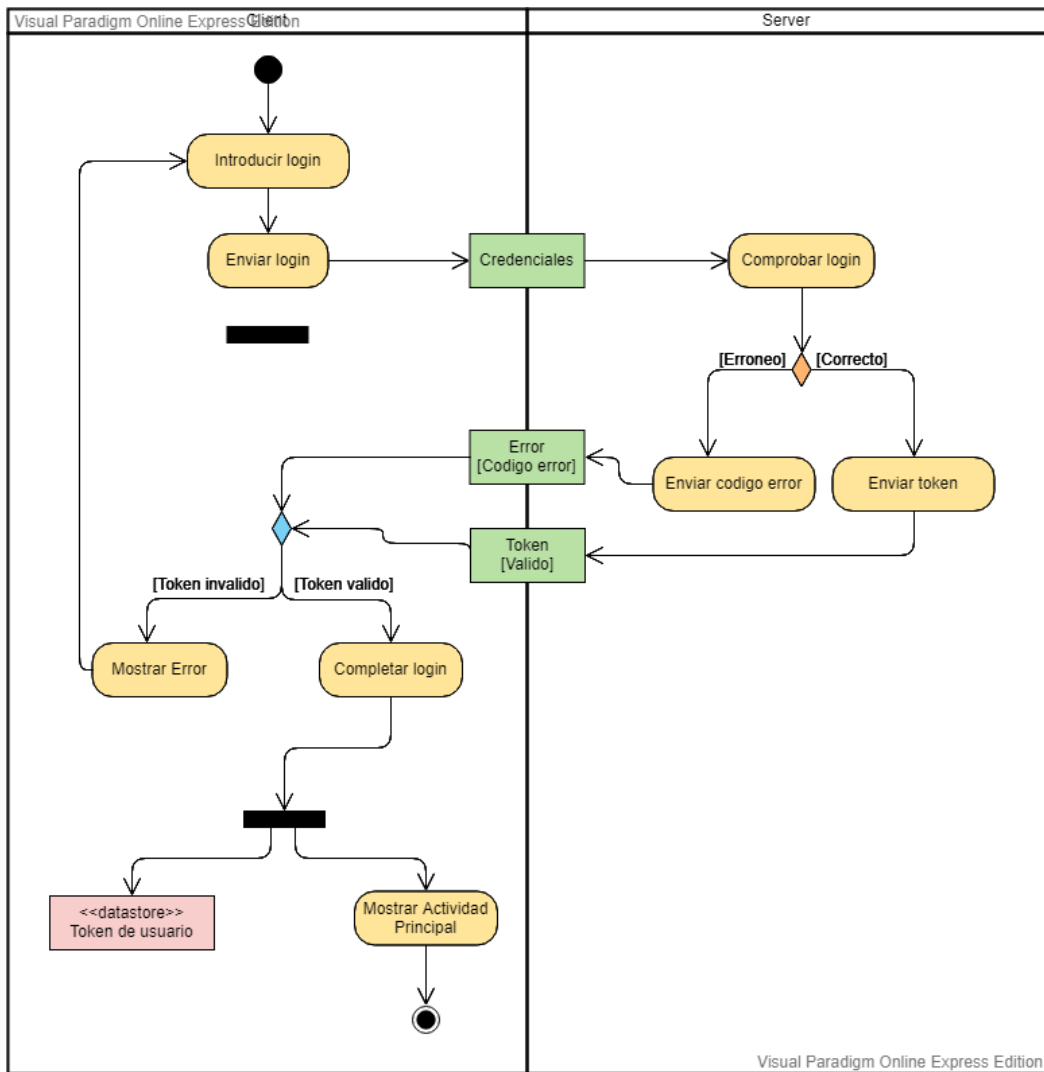 Visual Paradigm Online Express Edition
Client
Server
Introducir login
Enviar login
Credenciales
Comprobar login
[Erroneo]
[Correcto]
Error
[Codigo error]
Enviar codigo error
Enviar token
Token
[Valido]
[Token invalido]
[Token valido]
Mostrar Error
Completar login
<<datastore>>
Token de usuario
Mostrar Actividad
Principal
Visual Paradigm Online Express Edition